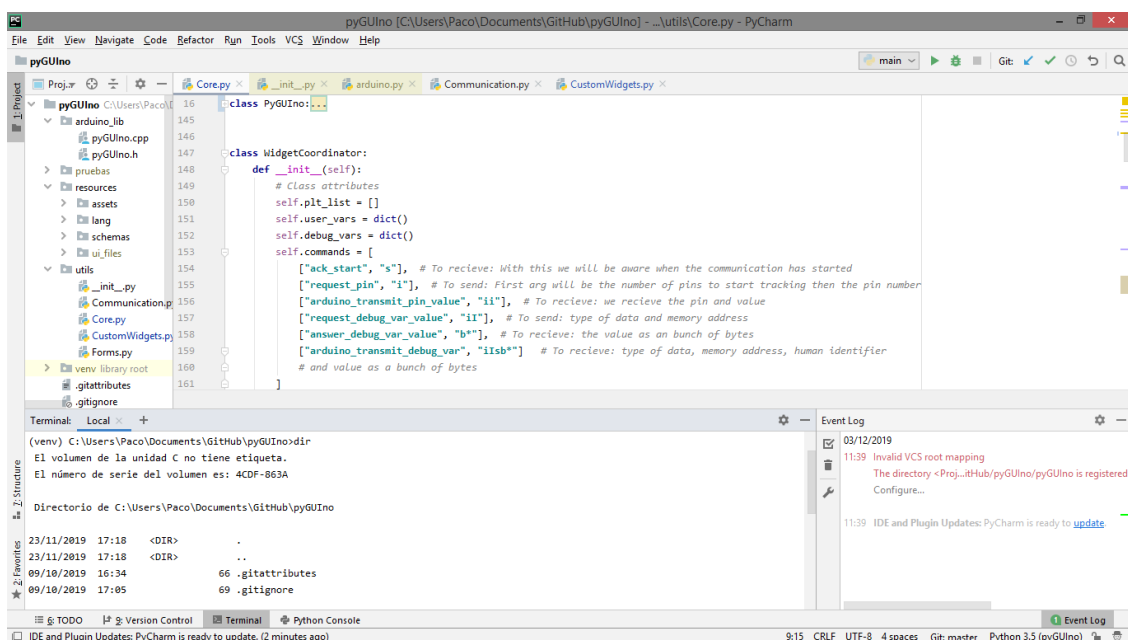 PC
pyGUIno [C:\Users\Paco\Documents\GitHub\pyGUIno] - ...\utils\Core.py - PyCharm
File Edit View Navigate Code Refactor Run Tools VCS Window Help
pyGUIno
main
Git:
1: Project
Proj.
Core.py
__init__.py
arduino.py
Communication.py
CustomWidgets.py
pyGUIno C:\Users\Paco\D
16 class PyGUIno:...
arduino_lib
145
pyGUIno.cpp
146
pyGUIno.h
147 class WidgetCoordinator:
pruebas
148 def __init__(self):
resources
149 # Class attributes
assets
150 self.plt_list = []
lang
151 self.user_vars = dict()
schemas
152 self.debug_vars = dict()
ui_files
153 self.commands = [
utils
154 ["ack_start", "s"], # To recieve: With this we will be aware when the communication has started
__init__.py
155 ["request_pin", "i"], # To send: First arg will be the number of pins to start tracking then the pin number
Communication.p
156 ["arduino_transmit_pin_value", "ii"], # To recieve: we recieve the pin and value
Core.py
157 ["request_debug_var_value", "iI"], # To send: type of data and memory address
CustomWidgets.py
158 ["answer_debug_var_value", "b*"], # To recieve: the value as an bunch of bytes
Forms.py
159 ["arduino_transmit_debug_var", "iIsb*"] # To recieve: type of data, memory address, human identifier
venv library root
160 # and value as a bunch of bytes
.gitattributes
161 ]
.gitignore
Terminal: Local +
(venv) C:\Users\Paco\Documents\GitHub\pyGUIno>dir
El volumen de la unidad C no tiene etiqueta.
El número de serie del volumen es: 4CDF-863A
Directorio de C:\Users\Paco\Documents\GitHub\pyGUIno
23/11/2019 17:18 <DIR> .
23/11/2019 17:18 <DIR> ..
09/10/2019 16:34 66 .gitattributes
09/10/2019 17:05 69 .gitignore
7: Structure
2: Favorites
Event Log
03/12/2019
11:39 Invalid VCS root mapping
The directory <Proj...itHub/pyGUIno/pyGUIno is registered
Configure...
11:39 IDE and Plugin Updates: PyCharm is ready to update.
6: TODO
9: Version Control
Terminal
Python Console
1 Event Log
IDE and Plugin Updates: PyCharm is ready to update. (2 minutes ago)
9:15 CRLF UTF-8 4 spaces Git: master Python 3.5 (pyGUIno)